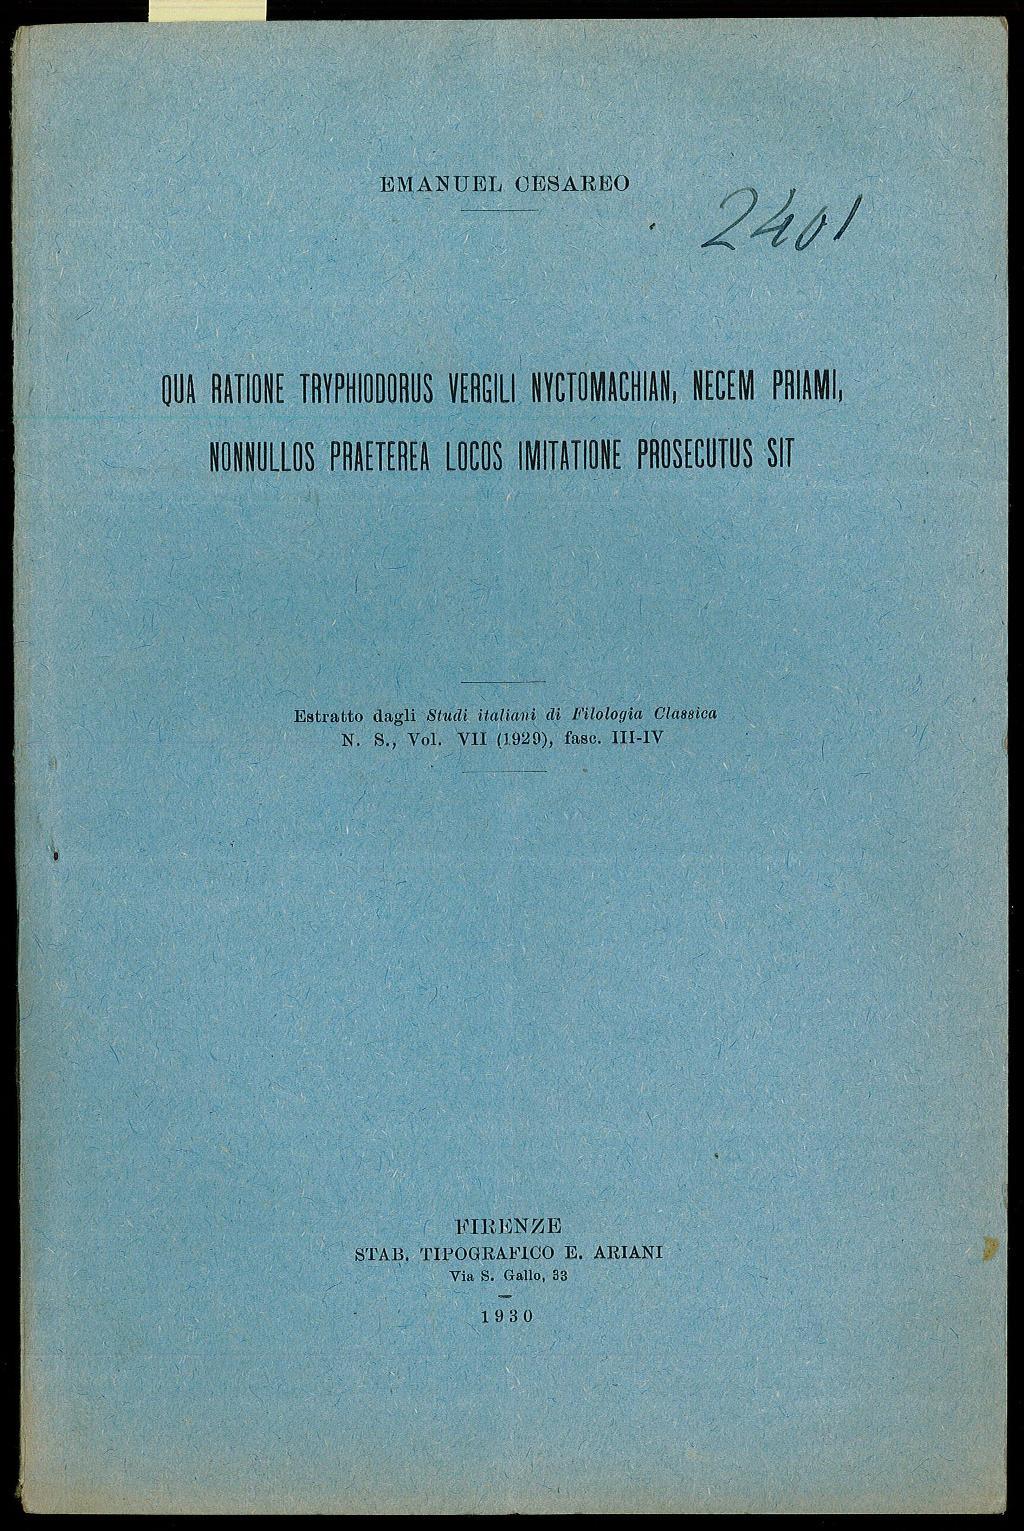 EMANUEL CESAREO
2401
QUA RATIONE TRYPHIODORUS VERGILI NYCTOMACHIAN, NECEM PRIAMI,
NONNULLOS PRAETEREA LOCOS IMITATIONE PROSECUTUS SIT
Estratto dagli Studi italiani di Filologia Classica
N. S., Vol. VII (1929), fasc. III-IV
FIRENZE
STAB. TIPOGRAFICO E. ARIANI
Via S. Gallo, 33
1930